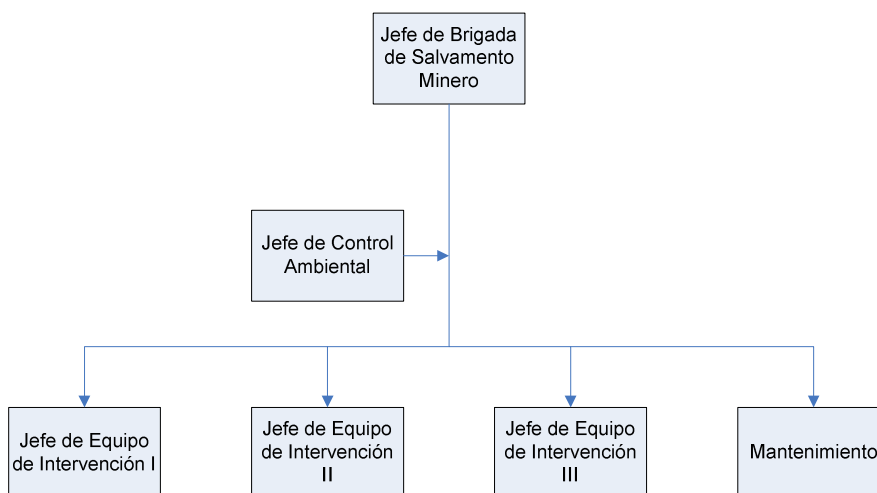 Jefe de Brigada
de Salvamento
Minero
Jefe de Control
Ambiental
Jefe de Equipo
de Intervención I
Jefe de Equipo
de Intervención
II
Jefe de Equipo
de Intervención
III
Mantenimiento